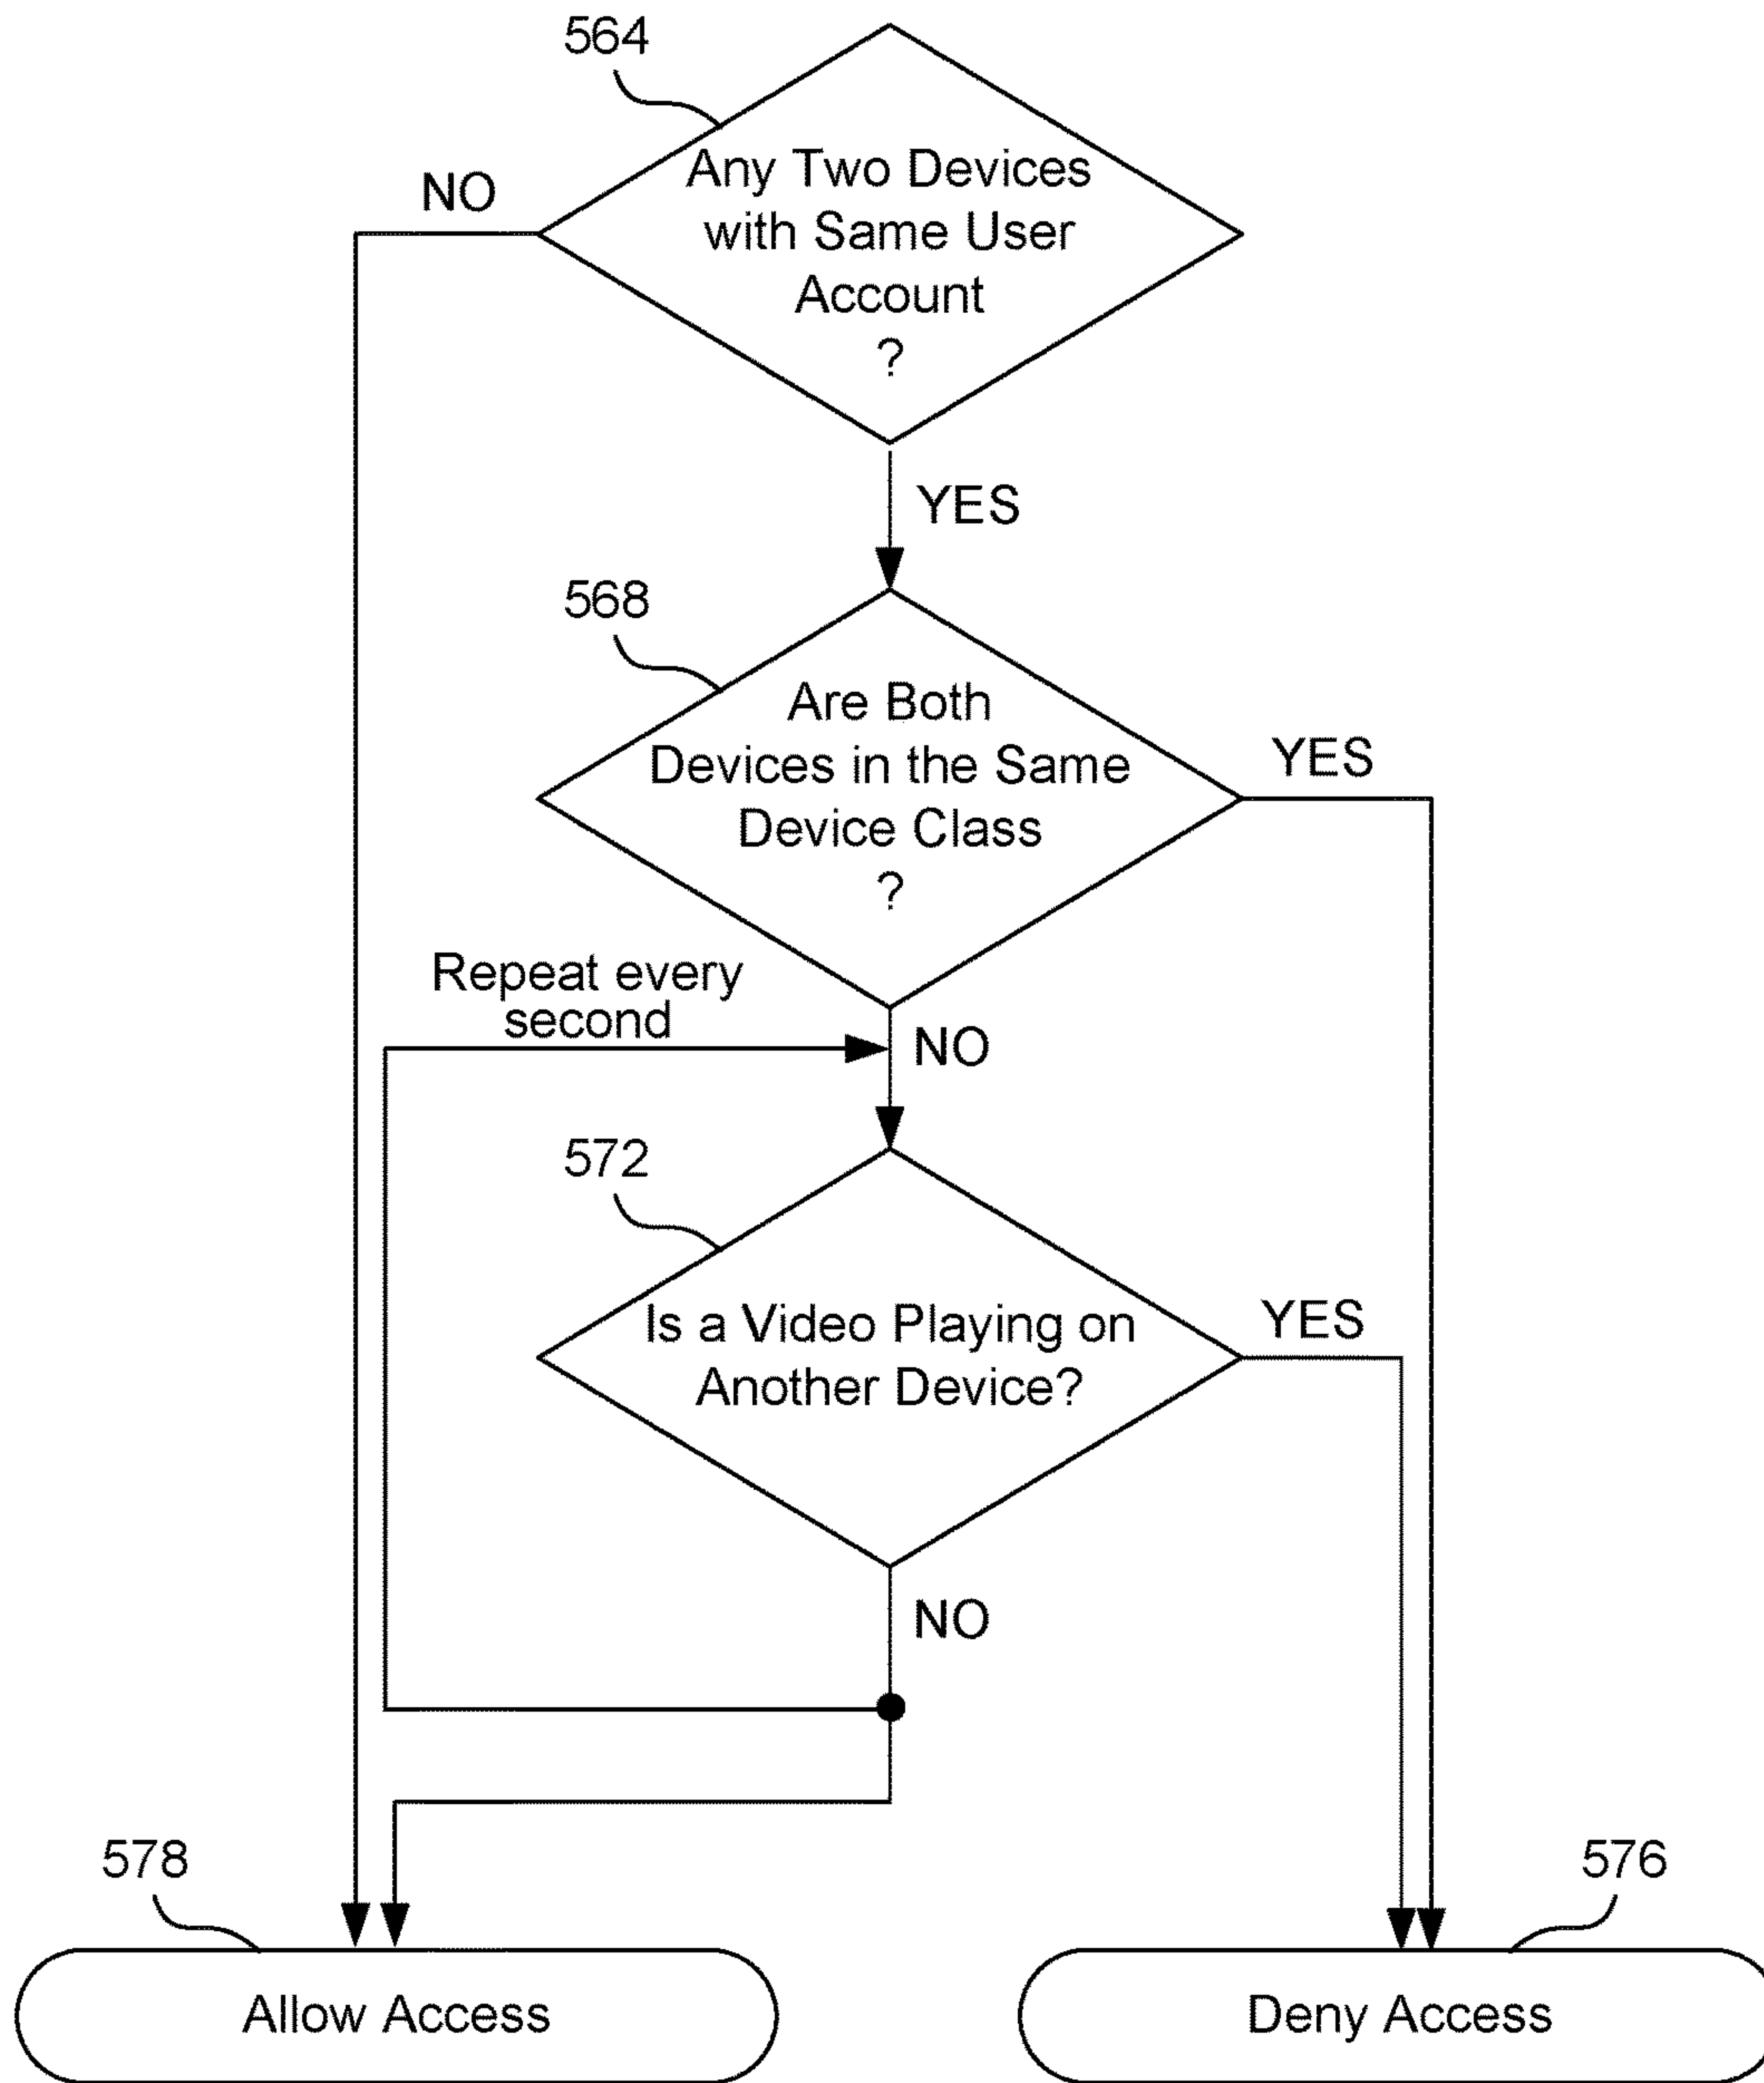 564
NO
Any Two Devices
with Same User
Account
?
YES
568
Are Both
Devices in the Same
Device Class
?
YES
Repeat every
second
NO
572
Is a Video Playing on
Another Device?
YES
NO
578
576
Allow Access
Deny Access